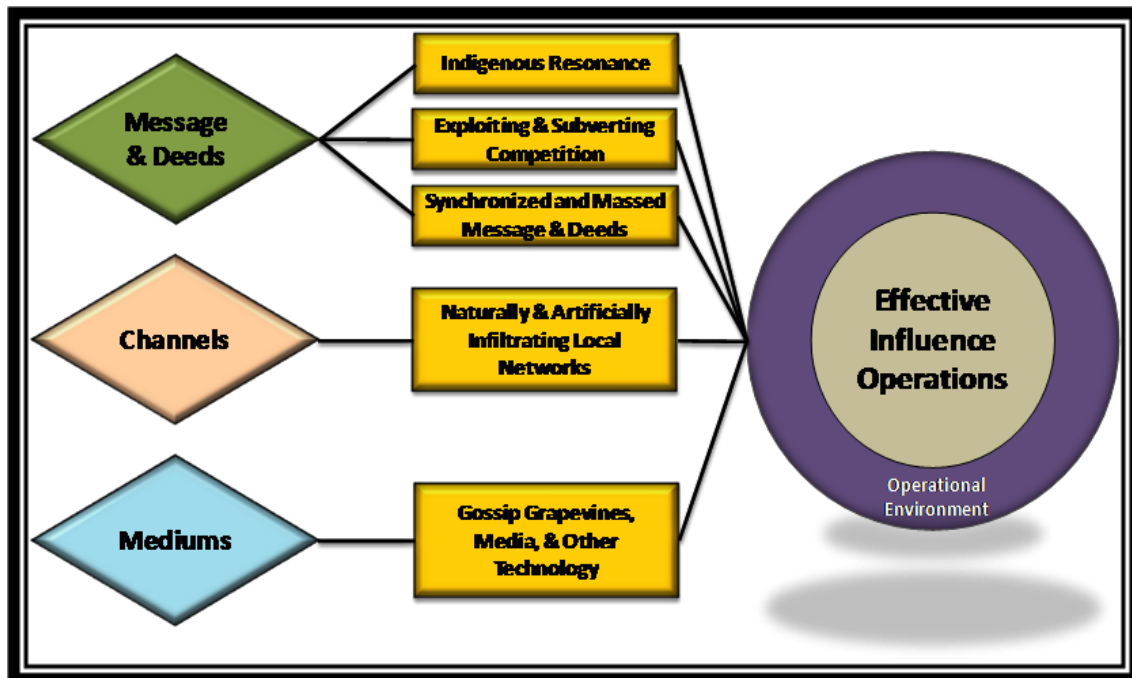 Message
& Deeds
Indigenous Resonance
Exploiting & Subverting
Competition
Synchronized and Massed
Message & Deeds
Channels
Naturally & Artificially
Infiltrating Local
Networks
Mediums
Gossip Grapevines,
Media, & Other
Technology
Effective
Influence
Operations
Operational
Environment